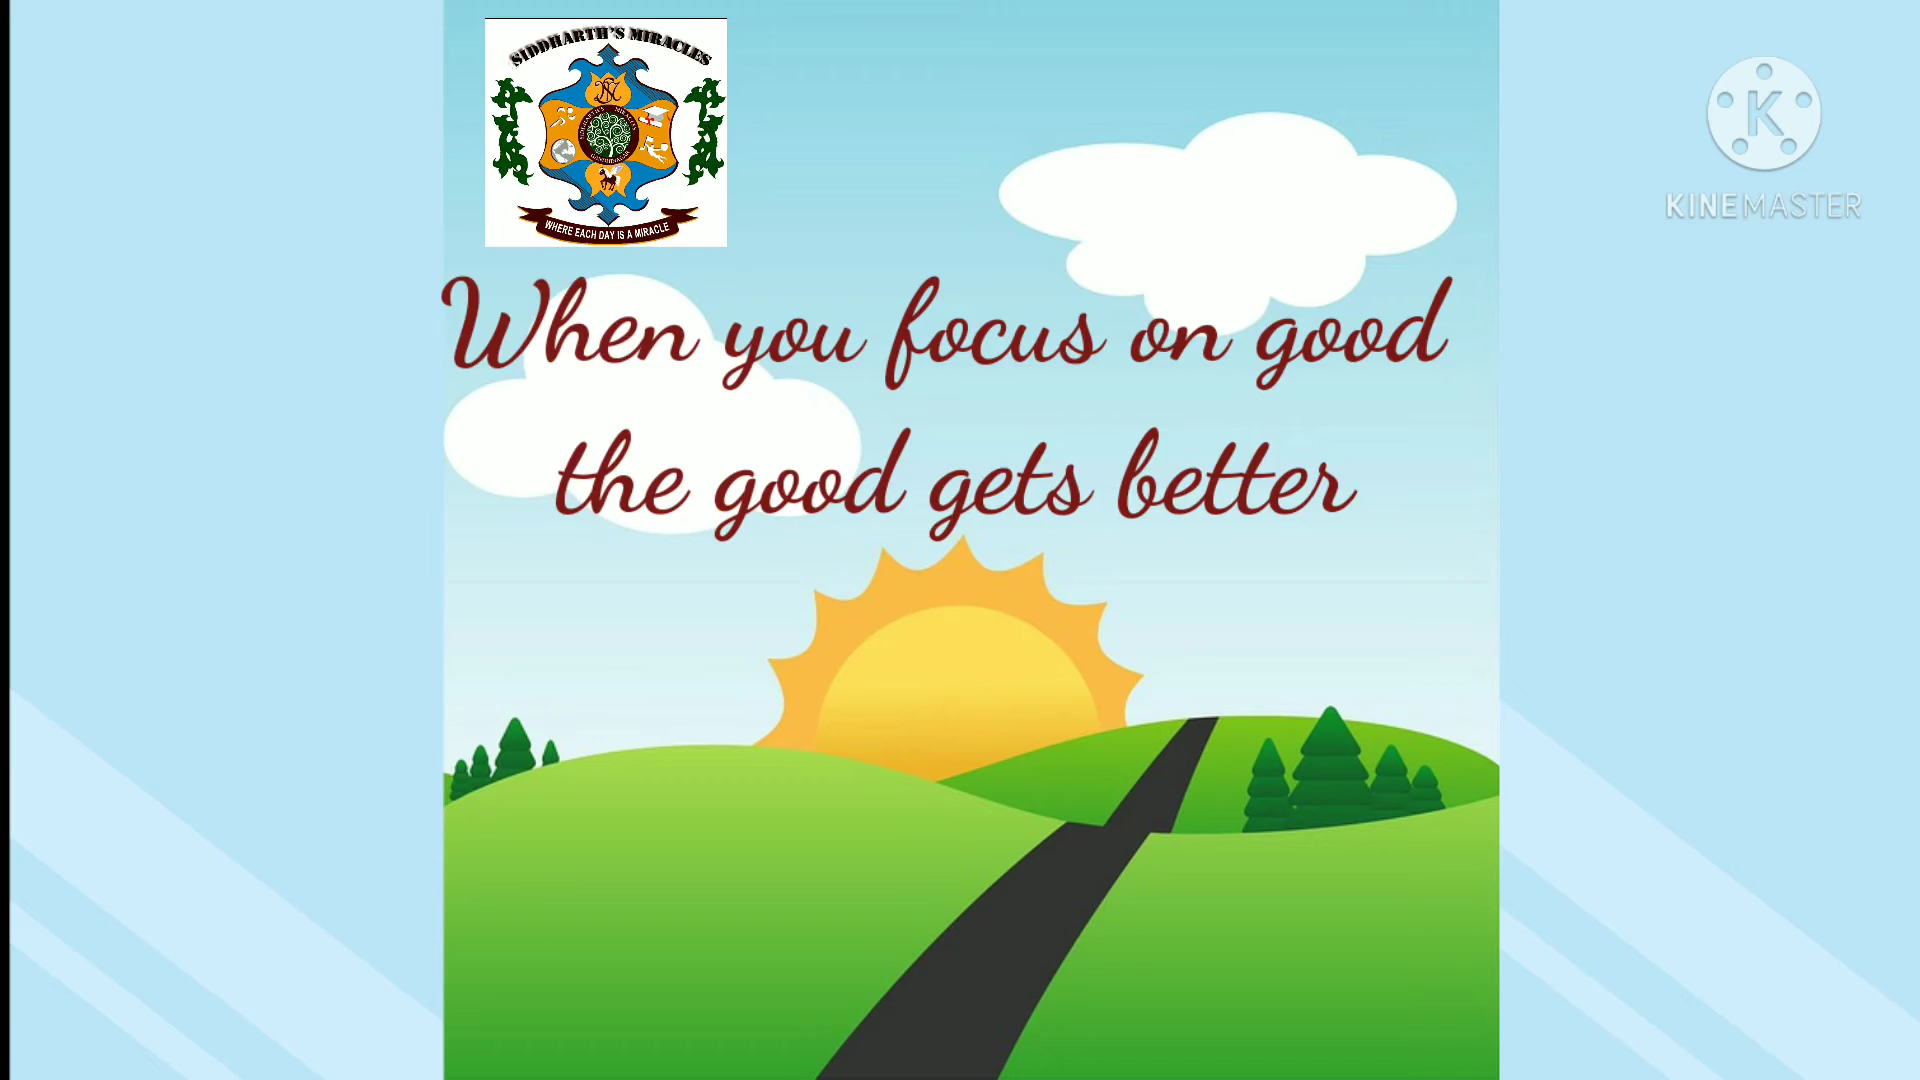 SIDDHARTH'S MIRACLES
WHERE EACH DAY IS A MIRACLE
K
KINEMASTER
When you focus on good
the good gets better